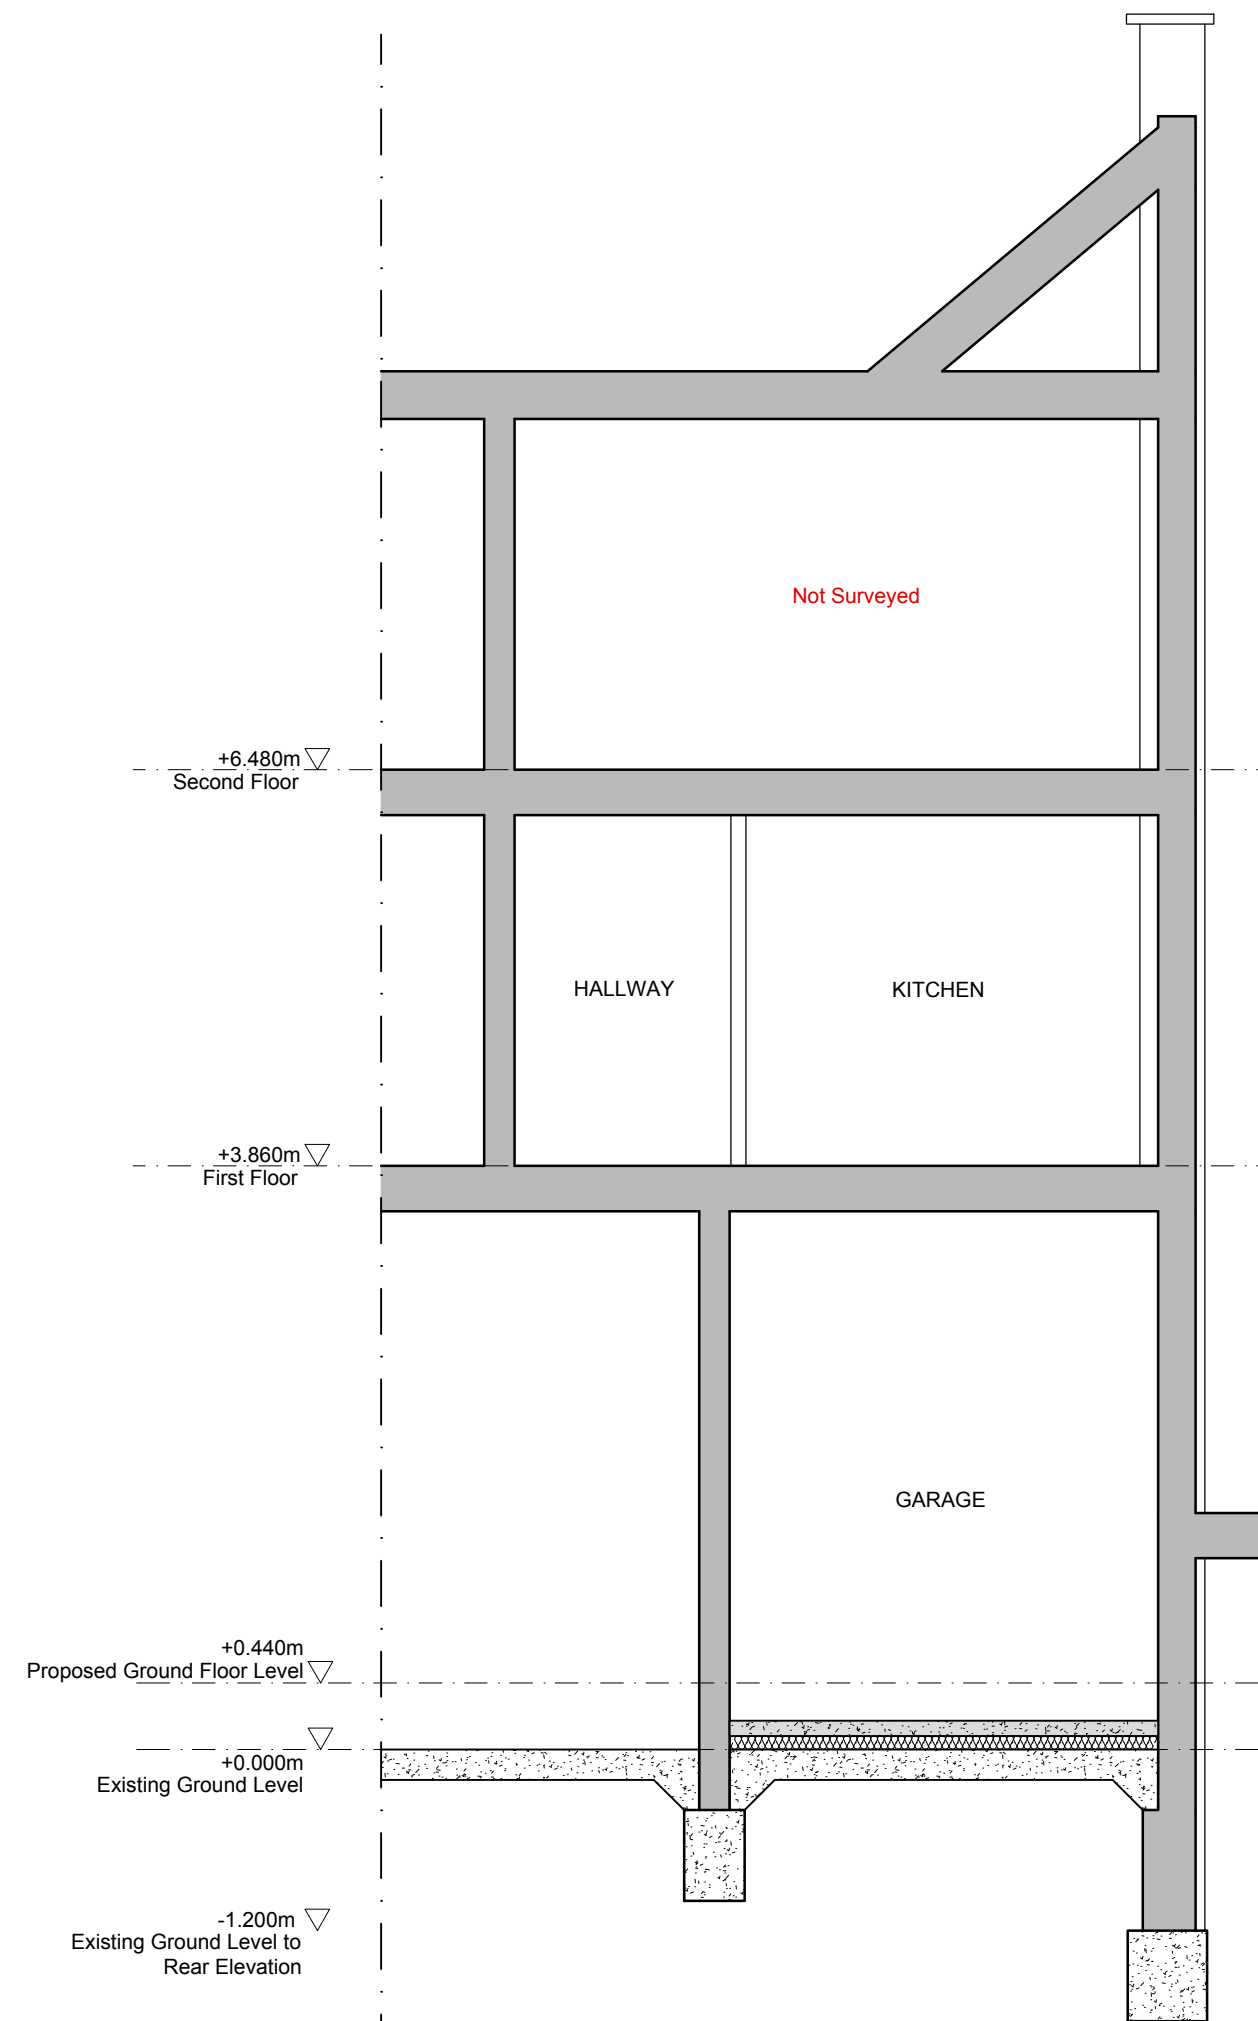 Not Surveyed
+6.480m
Second Floor
HALLWAY
KITCHEN
+3.860m
First Floor
GARAGE
+0.440m
Proposed Ground Floor Level
+0.000m
Existing Ground Level
-1.200m
Existing Ground Level to
Rear Elevation